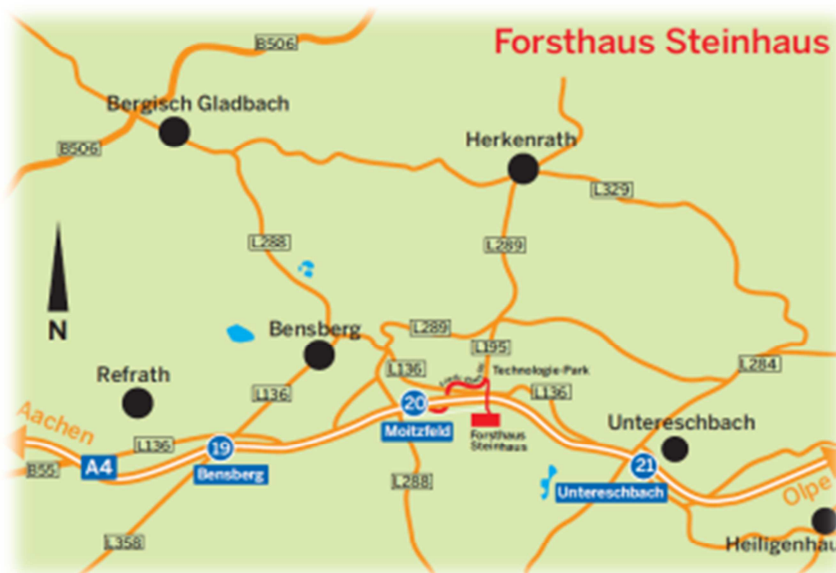 Forsthaus Steinhaus
B506
Bergisch Gladbach
B506
Herkenrath
L329
L288
L289
N
Bensberg
L289
L195
L284
Refrath
L136
Technologie-Park
L136
L136
20
Moitzfeld
Forsthaus
Steinhaus
Untereschbach
Aachen
L136
19
Bensberg
B55
A4
21
Untereschbach
L288
Olpe
L358
Heiligenhau